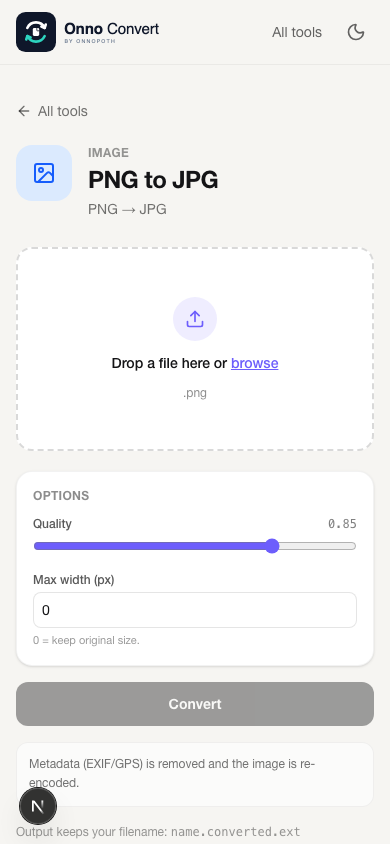 Onno Convert
BY ONNOPOTH
All tools
← All tools
IMAGE
PNG to JPG
PNG → JPG
Drop a file here or browse
.png
OPTIONS
Quality 0.85
Max width (px)
0
0 = keep original size.
Convert
Metadata (EXIF/GPS) is removed and the image is re-
encoded.
N
Output keeps your filename: name.converted.ext